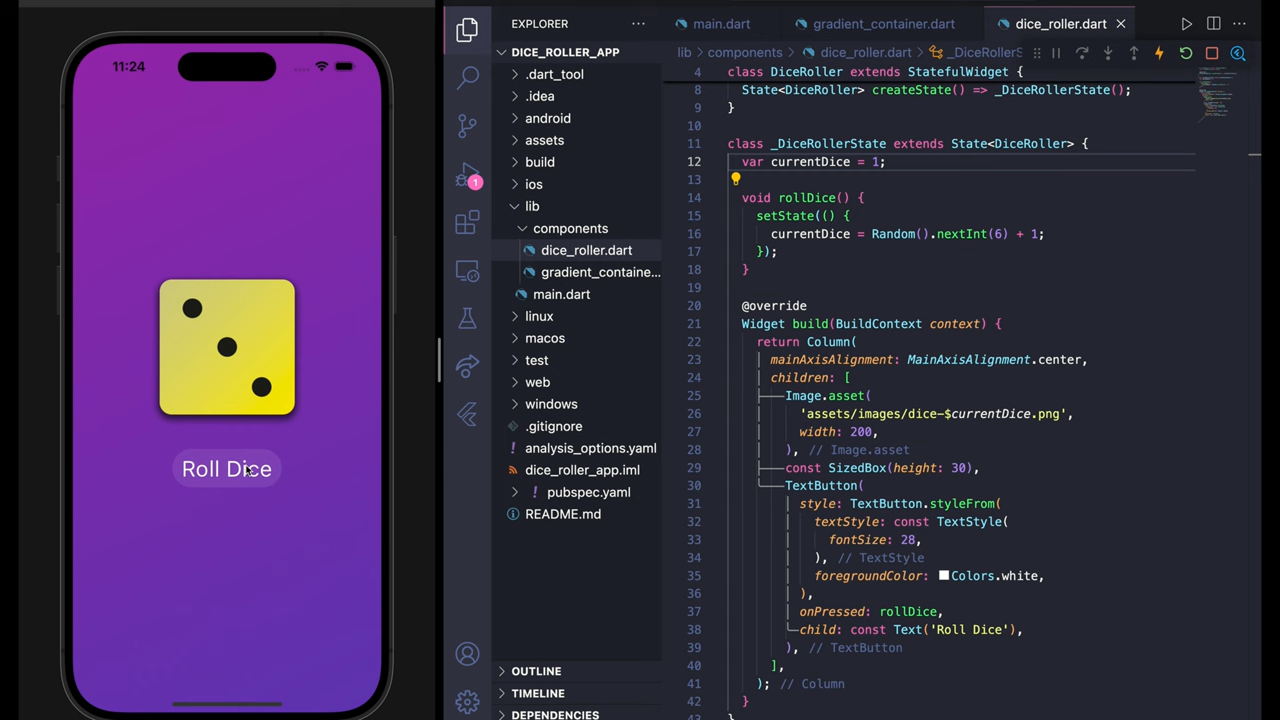 11:24
Roll Dice
EXPLORER
DICE_ROLLER_APP
.dart_tool
.idea
android
assets
build
ios
lib
components
dice_roller.dart
gradient_containe...
main.dart
linux
macos
test
web
windows
.gitignore
analysis_options.yaml
dice_roller_app.iml
pubspec.yaml
README.md
OUTLINE
TIMELINE
DEPENDENCIES
1
main.dart
gradient_container.dart
dice_roller.dart
lib > components > dice_roller.dart > _DiceRollerS
4 class DiceRoller extends StatefulWidget {
8 State<DiceRoller> createState() => _DiceRollerState();
9 }
10
11 class _DiceRollerState extends State<DiceRoller> {
12 var currentDice = 1;
13
14 void rollDice() {
15 setState(() {
16 currentDice = Random().nextInt(6) + 1;
17 });
18 }
19
20 @override
21 Widget build(BuildContext context) {
22 return Column(
23 mainAxisAlignment: MainAxisAlignment.center,
24 children: [
25 Image.asset(
26 'assets/images/dice-$currentDice.png',
27 width: 200,
28 ), // Image.asset
29 const SizedBox(height: 30),
30 TextButton(
31 style: TextButton.styleFrom(
32 textStyle: const TextStyle(
33 fontSize: 28,
34 ), // TextStyle
35 foregroundColor: Colors.white,
36 ),
37 onPressed: rollDice,
38 child: const Text('Roll Dice'),
39 ), // TextButton
40 ],
41 ); // Column
42 }
43 }